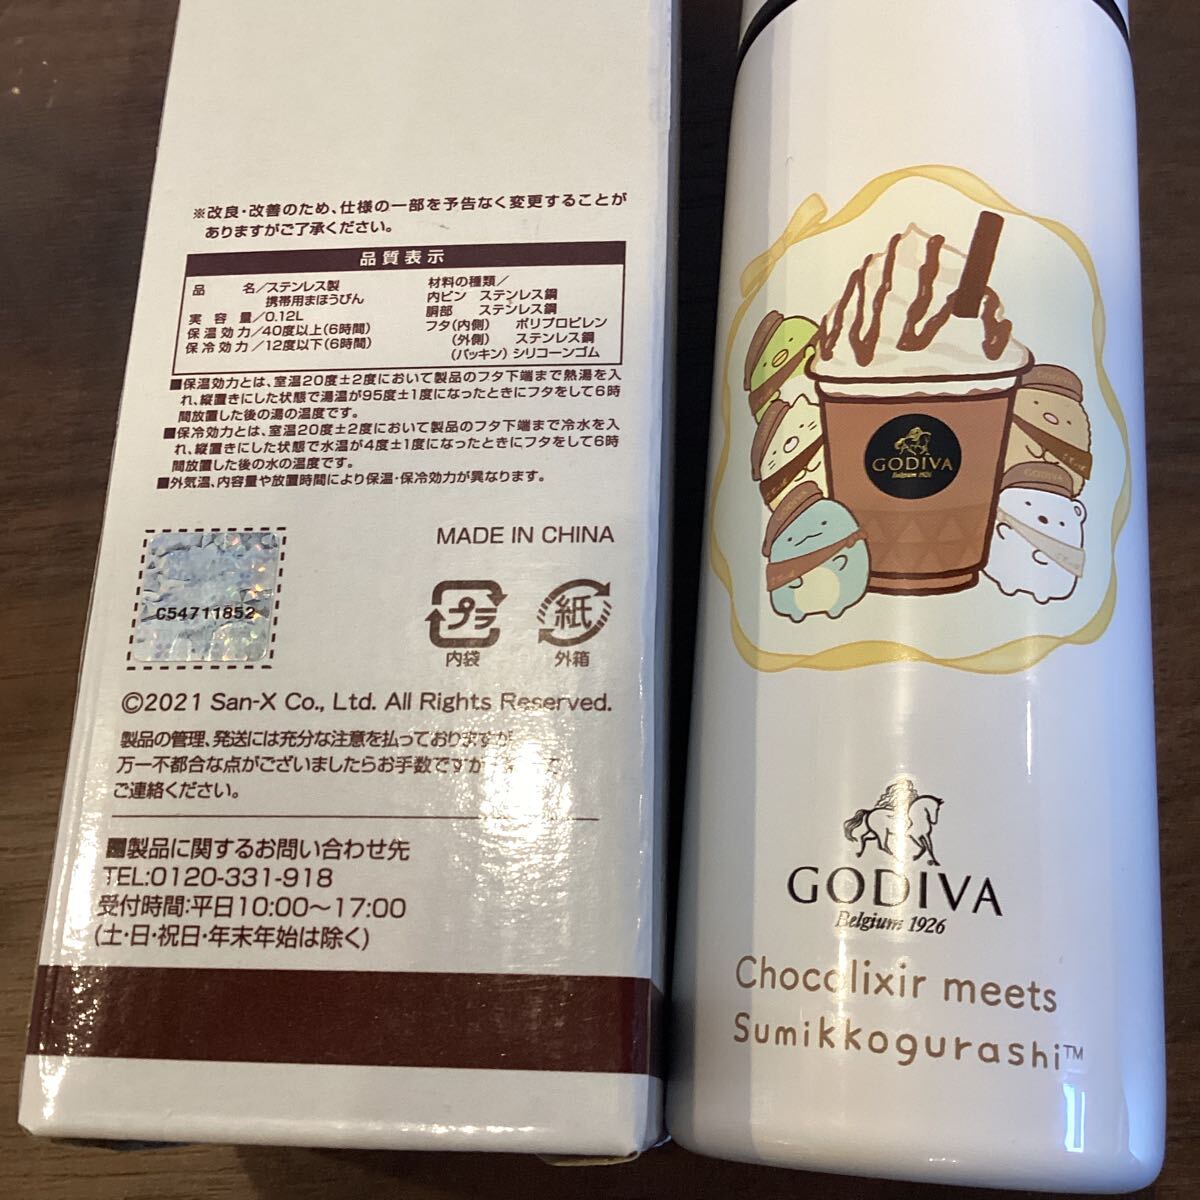 ※改良・改善のため、仕様の一部を予告なく変更することが
ありますがご了承ください。
品質表示
品　　名／ステンレス製
携帯用まほうびん
実　容　量／0.12L
保温効力／40度以上(6時間)
保冷効力／12度以下(6時間)
材料の種類／
内ビン　ステンレス鋼
胴部　ステンレス鋼
フタ(内側)　ポリプロピレン
(外側)　ステンレス鋼
(パッキン)シリコーンゴム
■保温効力とは、室温20度±2度において製品のフタ下端まで熱湯を入
れ、縦置きにした状態で湯温が95度±1度になったときにフタをして6時
間放置した後の湯の温度です。
■保冷効力とは、室温20度±2度において製品のフタ下端まで冷水を入
れ、縦置きにした状態で水温が4度±1度になったときにフタをして6時
間放置した後の水の温度です。
■外気温、内容量や放置時間により保温・保冷効力が異なります。
MADE IN CHINA
C54711852
プラ
内袋
紙
外箱
©2021 San-X Co., Ltd. All Rights Reserved.
製品の管理、発送には充分な注意を払っておりますが
万一不都合な点がございましたらお手数ですが
ご連絡ください。
■製品に関するお問い合わせ先
TEL:0120-331-918
受付時間:平日10:00～17:00
(土・日・祝日・年末年始は除く)
GODIVA
Belgium 1926
GODIVA
GODIVA
Belgium 1926
Chocolixir meets
Sumikkogurashi™